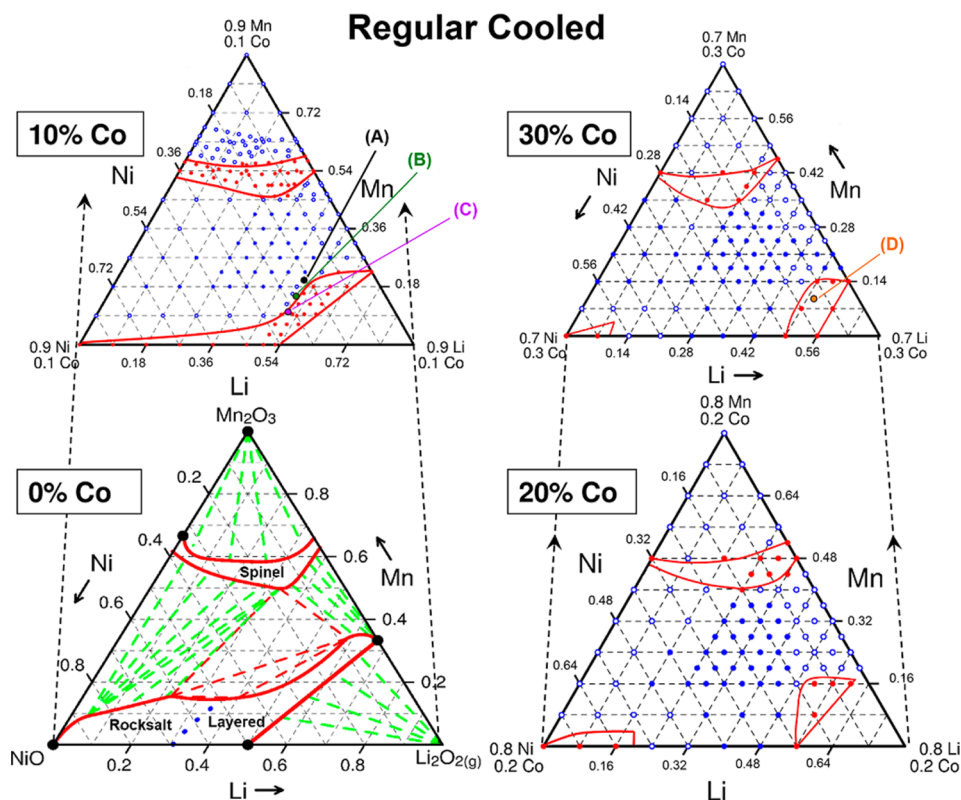 Regular Cooled
0.9 Mn
0.1 Co
0.18
0.72
10% Co
(A)
(B)
0.36
0.54
Ni
Mn
(C)
0.54
0.36
0.72
0.18
0.9 Ni
0.1 Co
0.18
0.36
0.54
0.72
0.9 Li
0.1 Co
Li
0.7 Mn
0.3 Co
0.14
0.56
30% Co
0.28
0.42
Ni
Mn
0.42
0.28
(D)
0.56
0.14
0.7 Ni
0.3 Co
0.14
0.28
0.42
0.56
0.7 Li
0.3 Co
Li
Mn2O3
0% Co
0.2
0.8
0.4
0.6
Ni
Spinel
Mn
0.6
0.4
0.8
0.2
Rocksalt
Layered
NiO
0.2
0.4
0.6
0.8
Li2O2(g)
Li
0.8 Mn
0.2 Co
20% Co
0.16
0.64
0.32
0.48
Ni
Mn
0.48
0.32
0.64
0.16
0.8 Ni
0.2 Co
0.16
0.32
0.48
0.64
0.8 Li
0.2 Co
Li